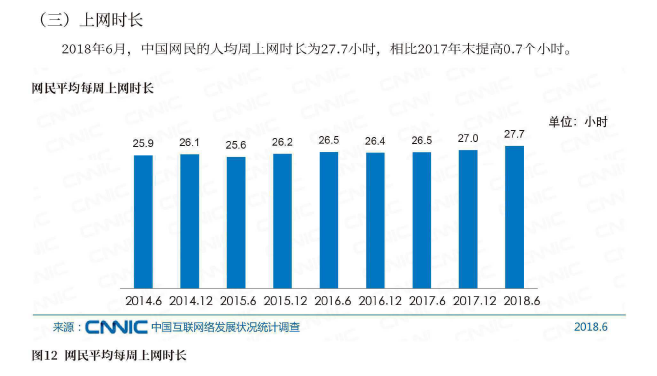 （三）上网时长
2018年6月，中国网民的人均周上网时长为27.7小时，相比2017年末提高0.7个小时。
网民平均每周上网时长
单位：小时
25.9 26.1 25.6 26.2 26.5 26.4 26.5 27.0 27.7
2014.6 2014.12 2015.6 2015.12 2016.6 2016.12 2017.6 2017.12 2018.6
来源：CNNIC 中国互联网络发展状况统计调查 2018.6
图12 网民平均每周上网时长